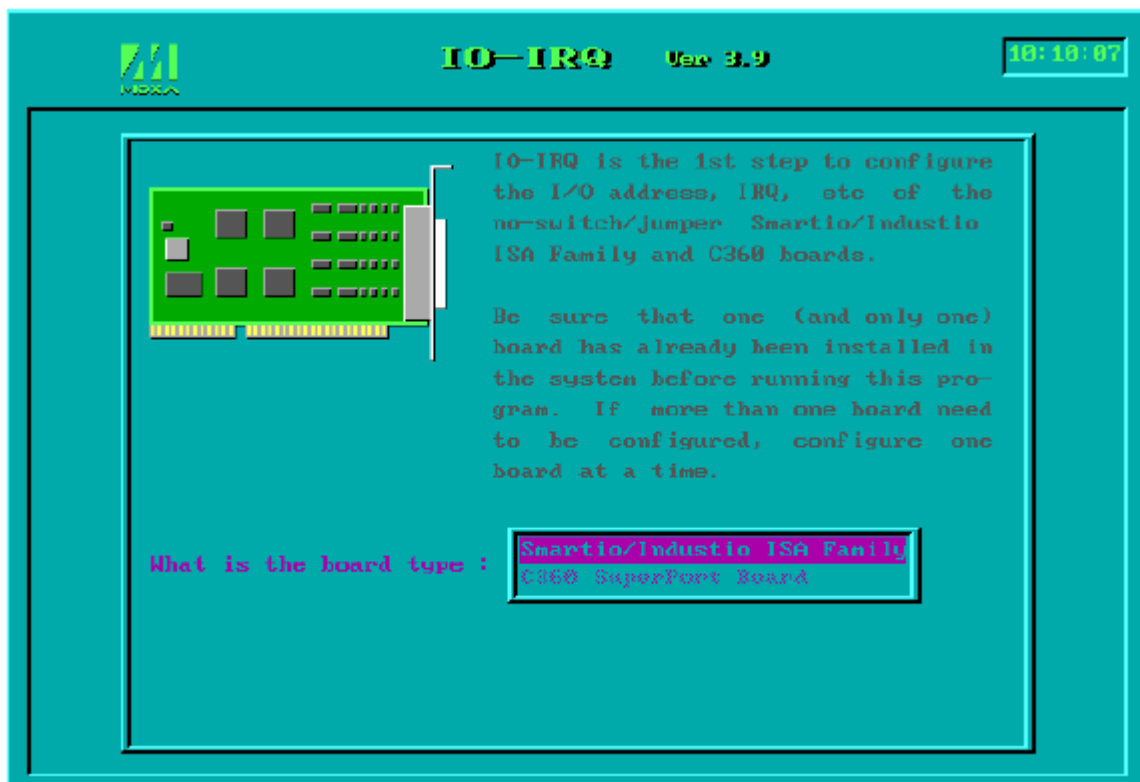 MOXA
IO-IRQ Ver 3.9
10:10:07
IO-IRQ is the 1st step to configure
the I/O address, IRQ, etc of the
no-switch/jumper Smartio/Industio
ISA Family and C360 boards.
Be sure that one (and only one)
board has already been installed in
the system before running this pro-
gram. If more than one board need
to be configured, configure one
board at a time.
What is the board type :
Smartio/Industio ISA Family
C360 SuperPort Board